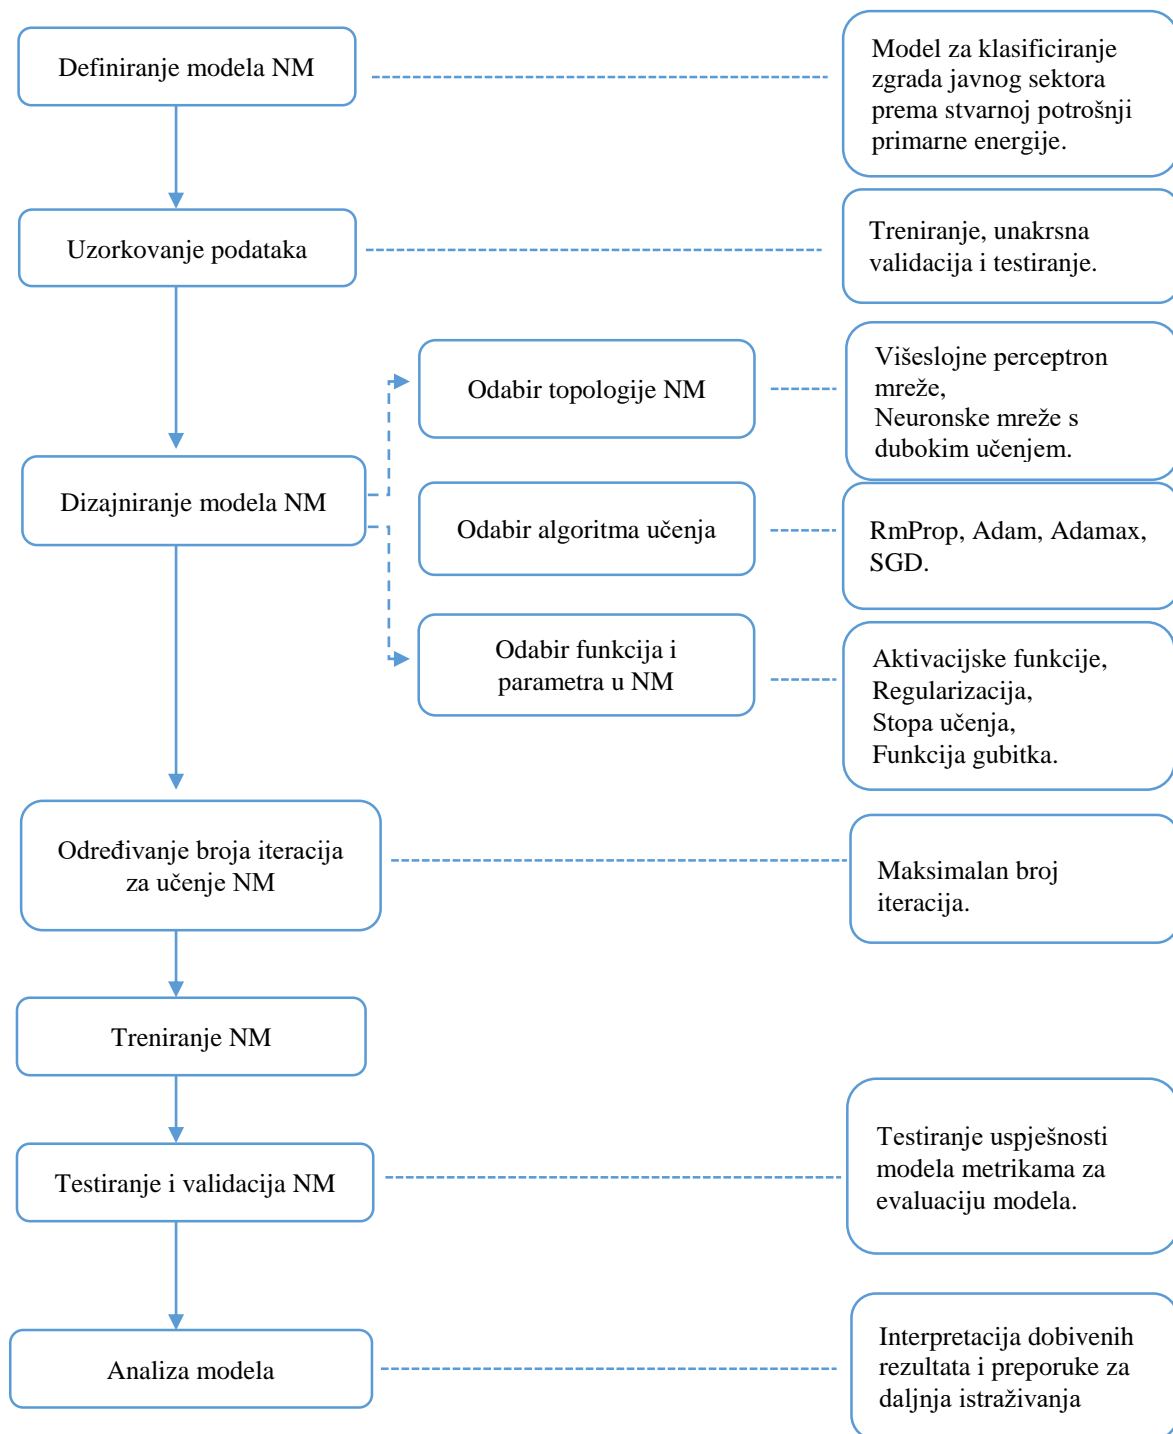 Definiranje modela NM
Model za klasificiranje
zgrada javnog sektora
prema stvarnoj potrošnji
primarne energije.
Uzorkovanje podataka
Treniranje, unakrsna
validacija i testiranje.
Odabir topologije NM
Višeslojne perceptron
mreže,
Neuronske mreže s
dubokim učenjem.
Dizajniranje modela NM
Odabir algoritma učenja
RmProp, Adam, Adamax,
SGD.
Odabir funkcija i
parametra u NM
Aktivacijske funkcije,
Regularizacija,
Stopa učenja,
Funkcija gubitka.
Određivanje broja iteracija
za učenje NM
Maksimalan broj
iteracija.
Treniranje NM
Testiranje i validacija NM
Testiranje uspješnosti
modela metrikama za
evaluaciju modela.
Analiza modela
Interpretacija dobivenih
rezultata i preporuke za
daljnja istraživanja